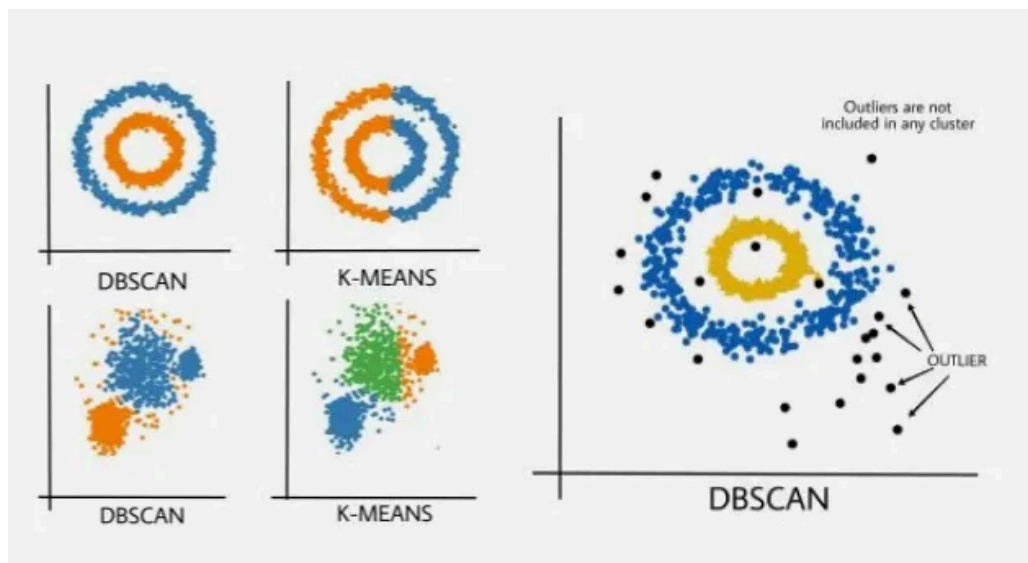 DBSCAN
K-MEANS
DBSCAN
K-MEANS
Outliers are not
included in any cluster
OUTLIER
DBSCAN